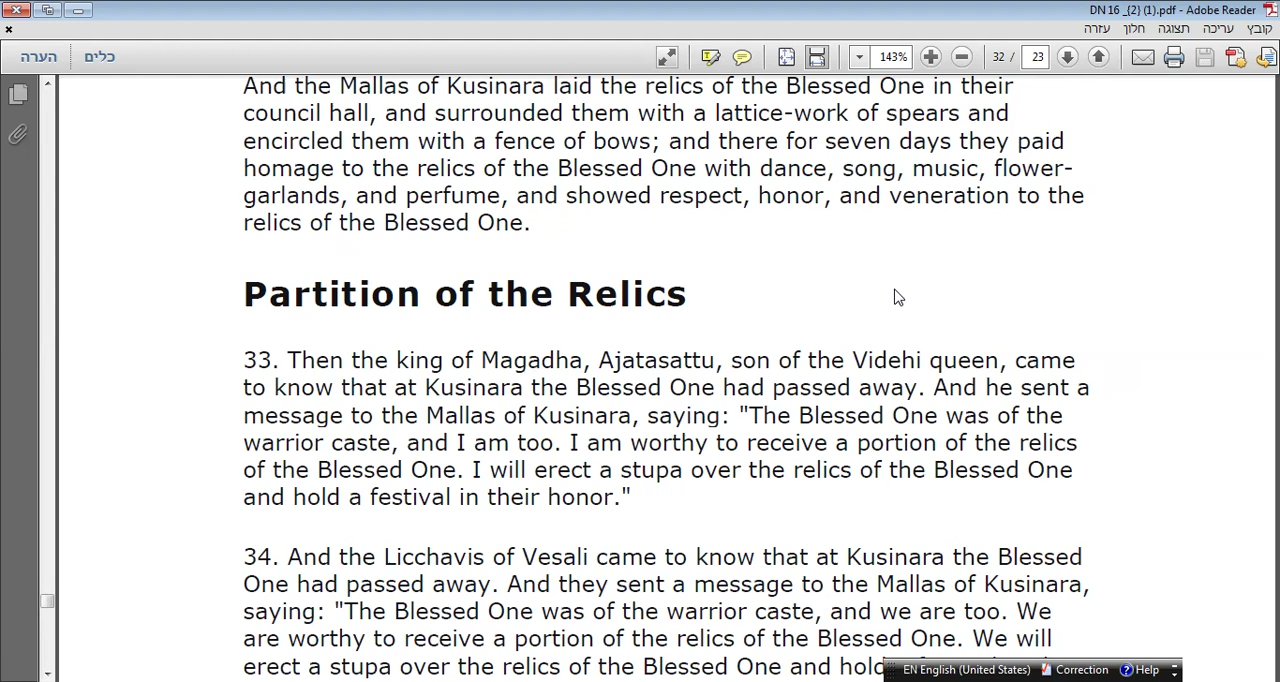 DN 16 _{2} (1).pdf - Adobe Reader
קובץ עריכה תצוגה חלון עזרה
הערה כלים 143% 32 / 23
And the Mallas of Kusinara laid the relics of the Blessed One in their
council hall, and surrounded them with a lattice-work of spears and
encircled them with a fence of bows; and there for seven days they paid
homage to the relics of the Blessed One with dance, song, music, flower-
garlands, and perfume, and showed respect, honor, and veneration to the
relics of the Blessed One.
Partition of the Relics
33. Then the king of Magadha, Ajatasattu, son of the Videhi queen, came
to know that at Kusinara the Blessed One had passed away. And he sent a
message to the Mallas of Kusinara, saying: "The Blessed One was of the
warrior caste, and I am too. I am worthy to receive a portion of the relics
of the Blessed One. I will erect a stupa over the relics of the Blessed One
and hold a festival in their honor."
34. And the Licchavis of Vesali came to know that at Kusinara the Blessed
One had passed away. And they sent a message to the Mallas of Kusinara,
saying: "The Blessed One was of the warrior caste, and we are too. We
are worthy to receive a portion of the relics of the Blessed One. We will
erect a stupa over the relics of the Blessed One and hold
EN English (United States) Correction Help